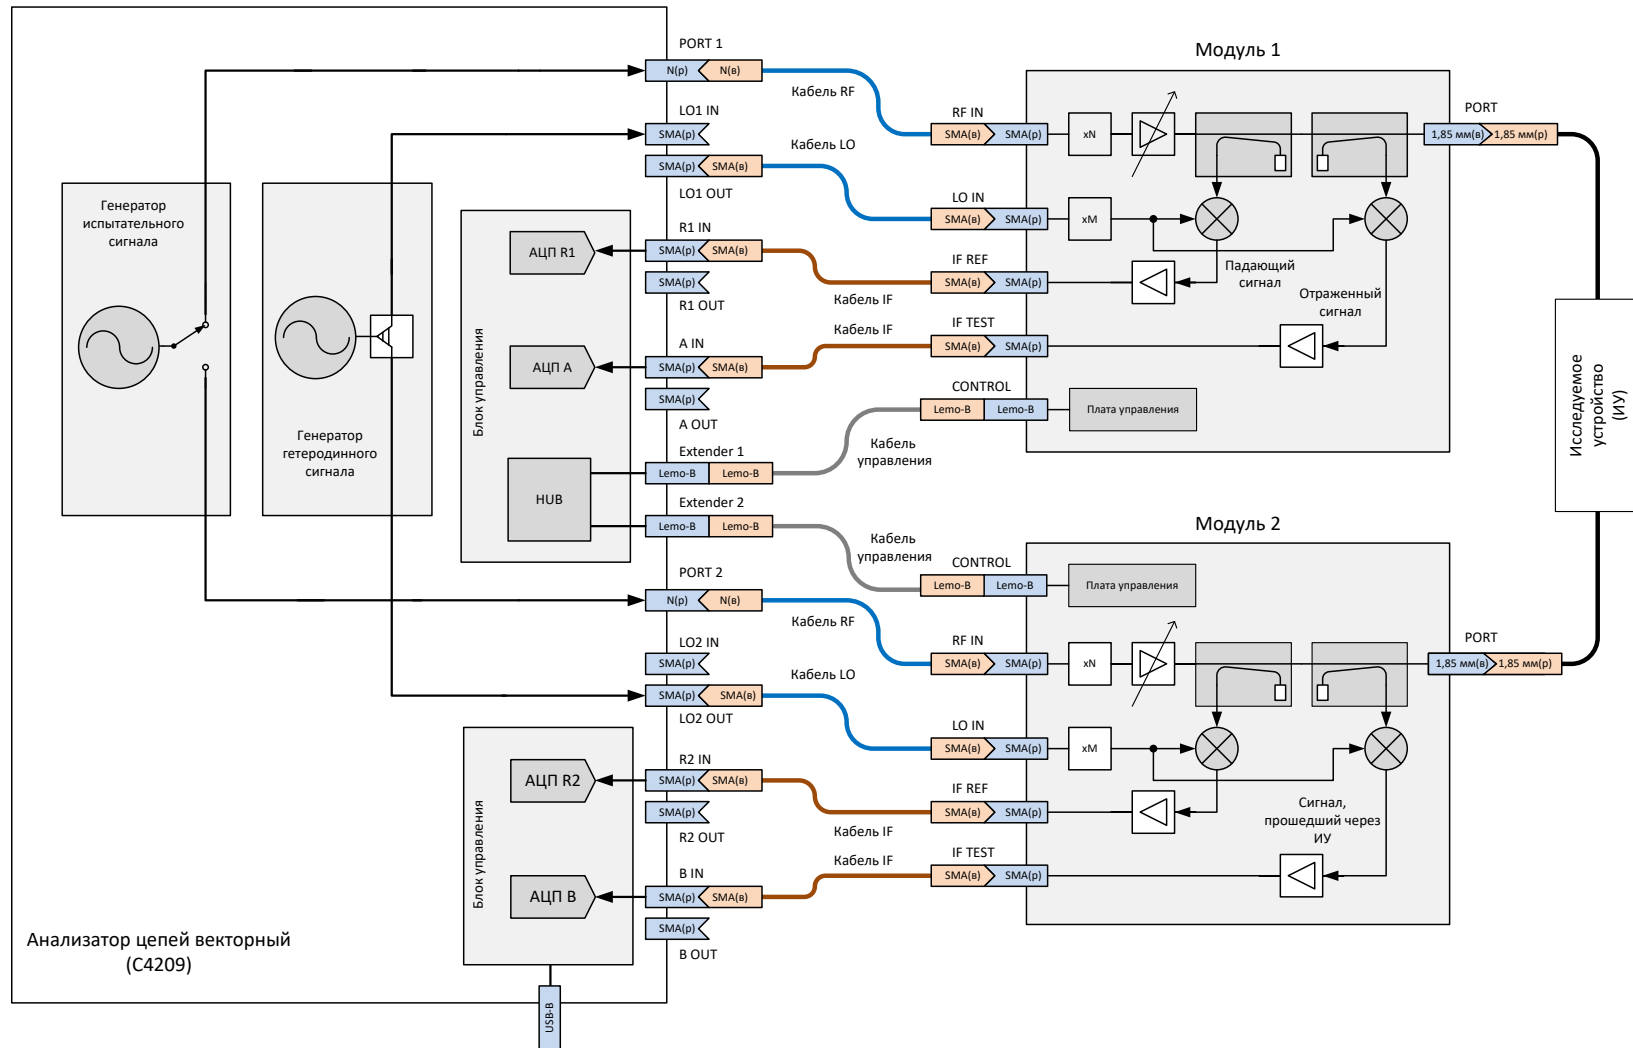 Анализатор цепей векторный
(С4209)
Генератор
испытательного
сигнала
Генератор
гетеродинного
сигнала
Блок управления
АЦП R1
АЦП A
HUB
Блок управления
АЦП R2
АЦП B
USB-B
PORT 1
N(р)
N(в)
Кабель RF
LO1 IN
SMA(р)
Кабель LO
SMA(р)
SMA(в)
LO1 OUT
R1 IN
SMA(р)
SMA(в)
SMA(р)
R1 OUT
Кабель IF
Кабель IF
A IN
SMA(р)
SMA(в)
SMA(р)
A OUT
Extender 1
Lemo-B
Lemo-B
Кабель
управления
Extender 2
Lemo-B
Lemo-B
Кабель
управления
PORT 2
N(р)
N(в)
Кабель RF
LO2 IN
SMA(р)
Кабель LO
SMA(р)
SMA(в)
LO2 OUT
R2 IN
SMA(р)
SMA(в)
SMA(р)
R2 OUT
Кабель IF
Кабель IF
B IN
SMA(р)
SMA(в)
SMA(р)
B OUT
Модуль 1
RF IN
SMA(в)
SMA(р)
xN
PORT
1,85 мм(в)
1,85 мм(р)
LO IN
SMA(в)
SMA(р)
xM
IF REF
SMA(в)
SMA(р)
Падающий
сигнал
Отраженный
сигнал
IF TEST
SMA(в)
SMA(р)
CONTROL
Lemo-B
Lemo-B
Плата управления
Исследуемое
устройство
(ИУ)
Модуль 2
CONTROL
Lemo-B
Lemo-B
Плата управления
RF IN
SMA(в)
SMA(р)
xN
PORT
1,85 мм(в)
1,85 мм(р)
LO IN
SMA(в)
SMA(р)
xM
IF REF
SMA(в)
SMA(р)
Сигнал,
прошедший через
ИУ
IF TEST
SMA(в)
SMA(р)